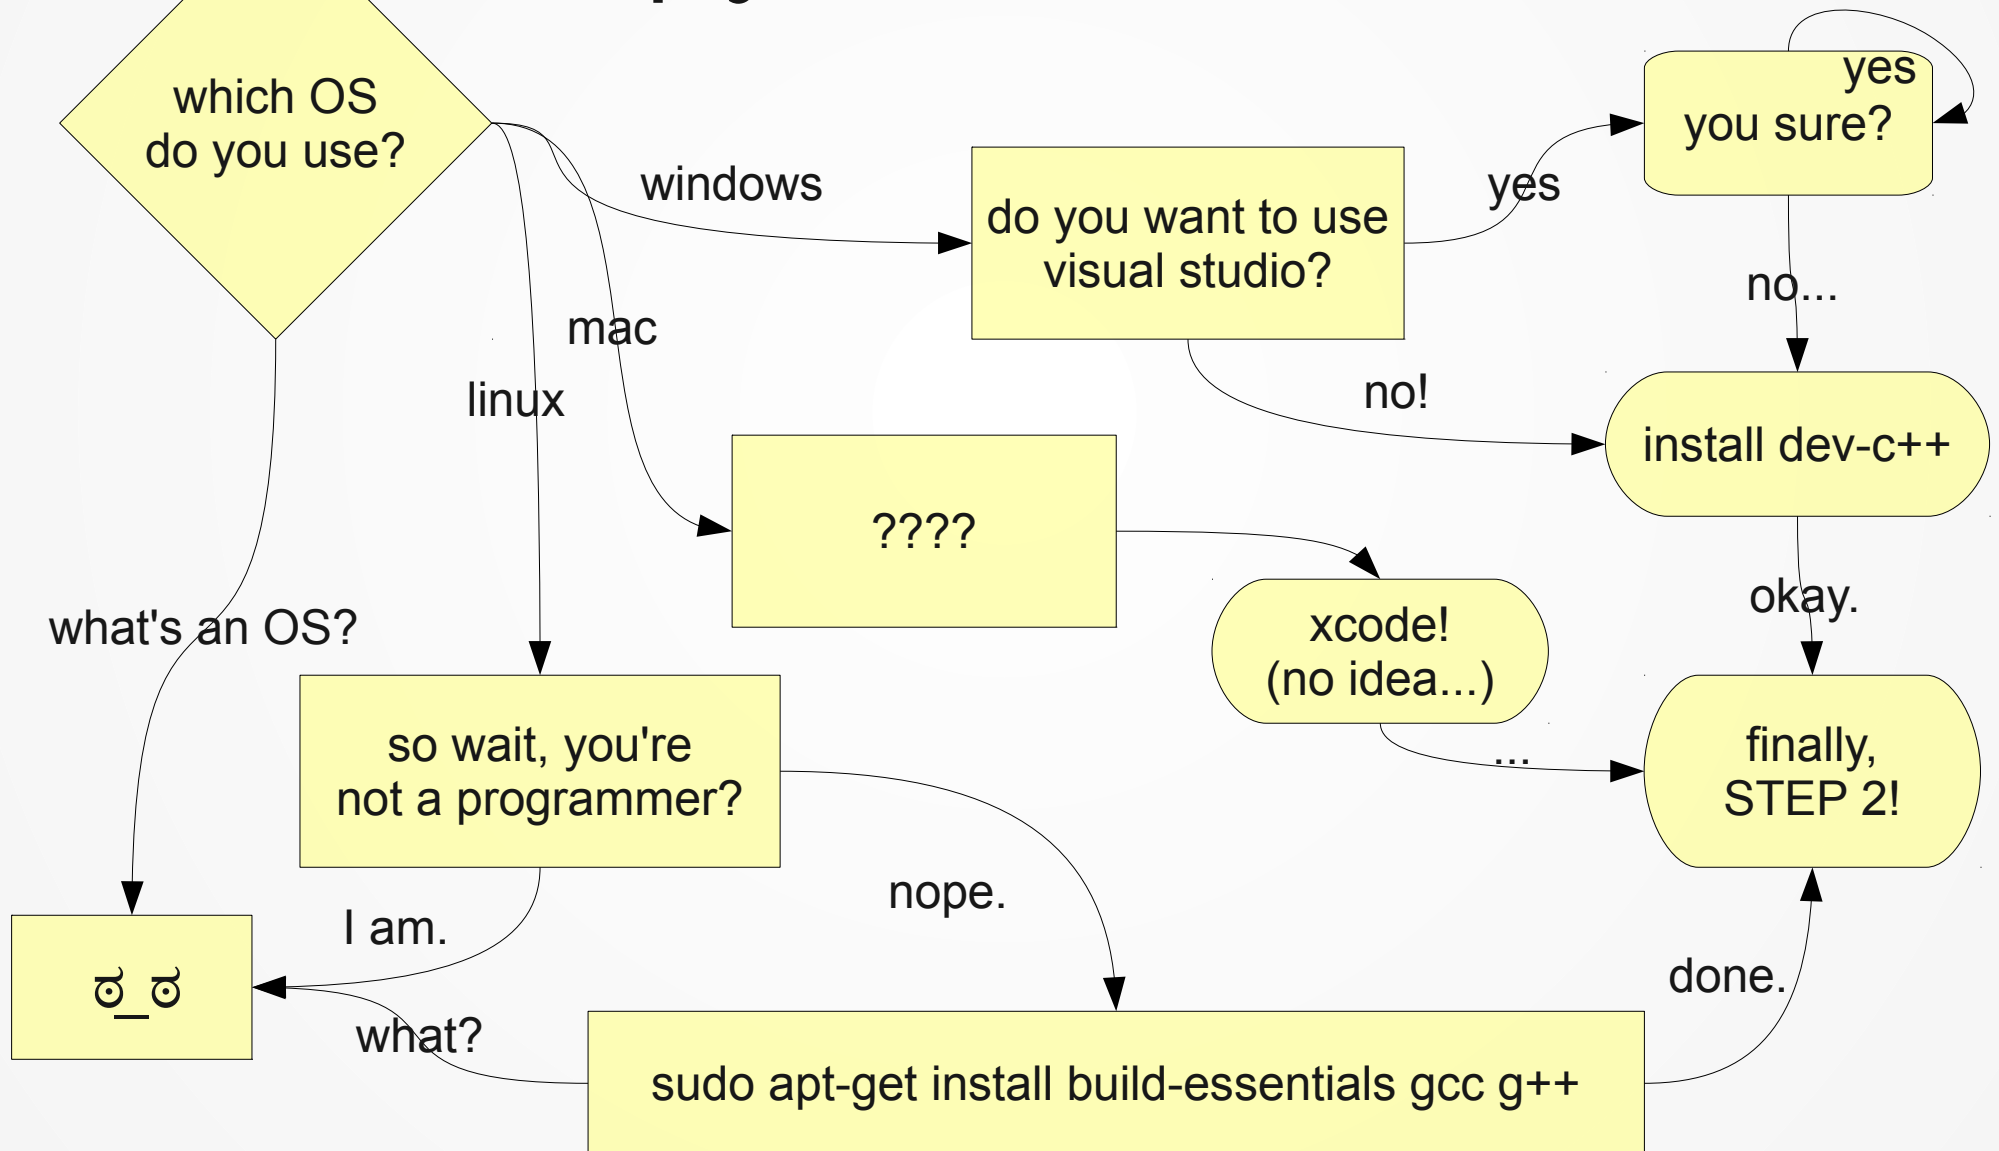 which OS
do you use?
yes
you sure?
windows
do you want to use
visual studio?
yes
no...
mac
linux
no!
install dev-c++
????
okay.
what's an OS?
xcode!
(no idea...)
so wait, you're
not a programmer?
...
finally,
STEP 2!
nope.
I am.
done.
ಠ_ಠ
what?
sudo apt-get install build-essentials gcc g++